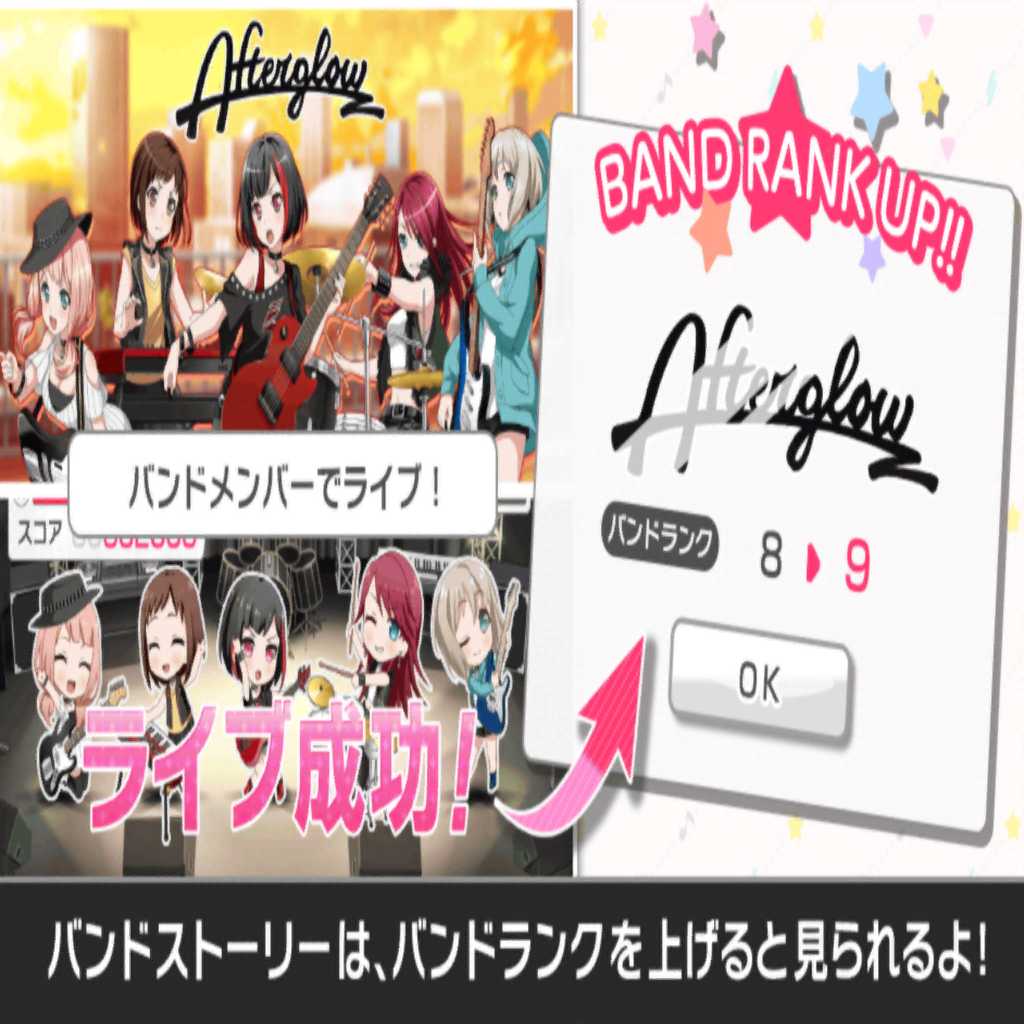 Afterglow
BAND RANK UP!!
Afterglow
バンドメンバーでライブ！
スコア
バンドランク 8 9
OK
ライブ成功!
バンドストーリーは、バンドランクを上げると見られるよ!